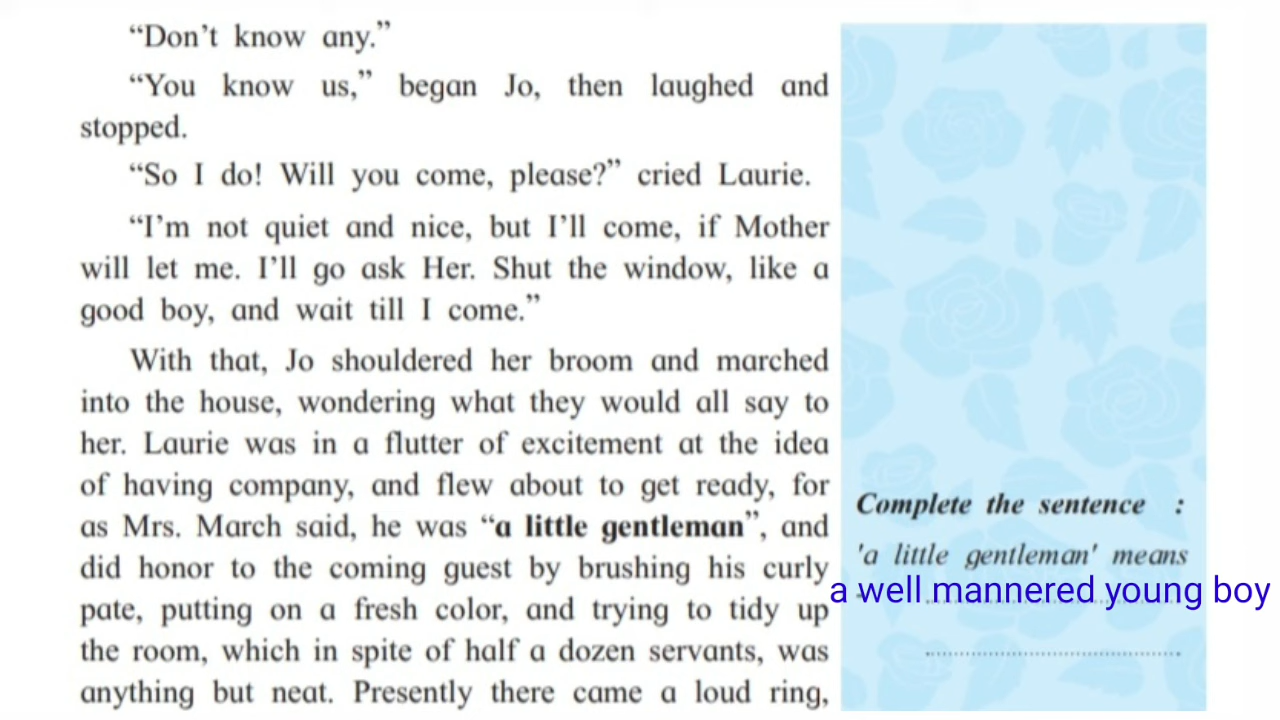 “Don’t know any.”
“You know us,” began Jo, then laughed and
stopped.
“So I do! Will you come, please?” cried Laurie.
“I’m not quiet and nice, but I’ll come, if Mother
will let me. I’ll go ask Her. Shut the window, like a
good boy, and wait till I come.”
With that, Jo shouldered her broom and marched
into the house, wondering what they would all say to
her. Laurie was in a flutter of excitement at the idea
of having company, and flew about to get ready, for
as Mrs. March said, he was “a little gentleman”, and
did honor to the coming guest by brushing his curly
pate, putting on a fresh color, and trying to tidy up
the room, which in spite of half a dozen servants, was
anything but neat. Presently there came a loud ring,
Complete the sentence :
'a little gentleman' means
a well mannered young boy